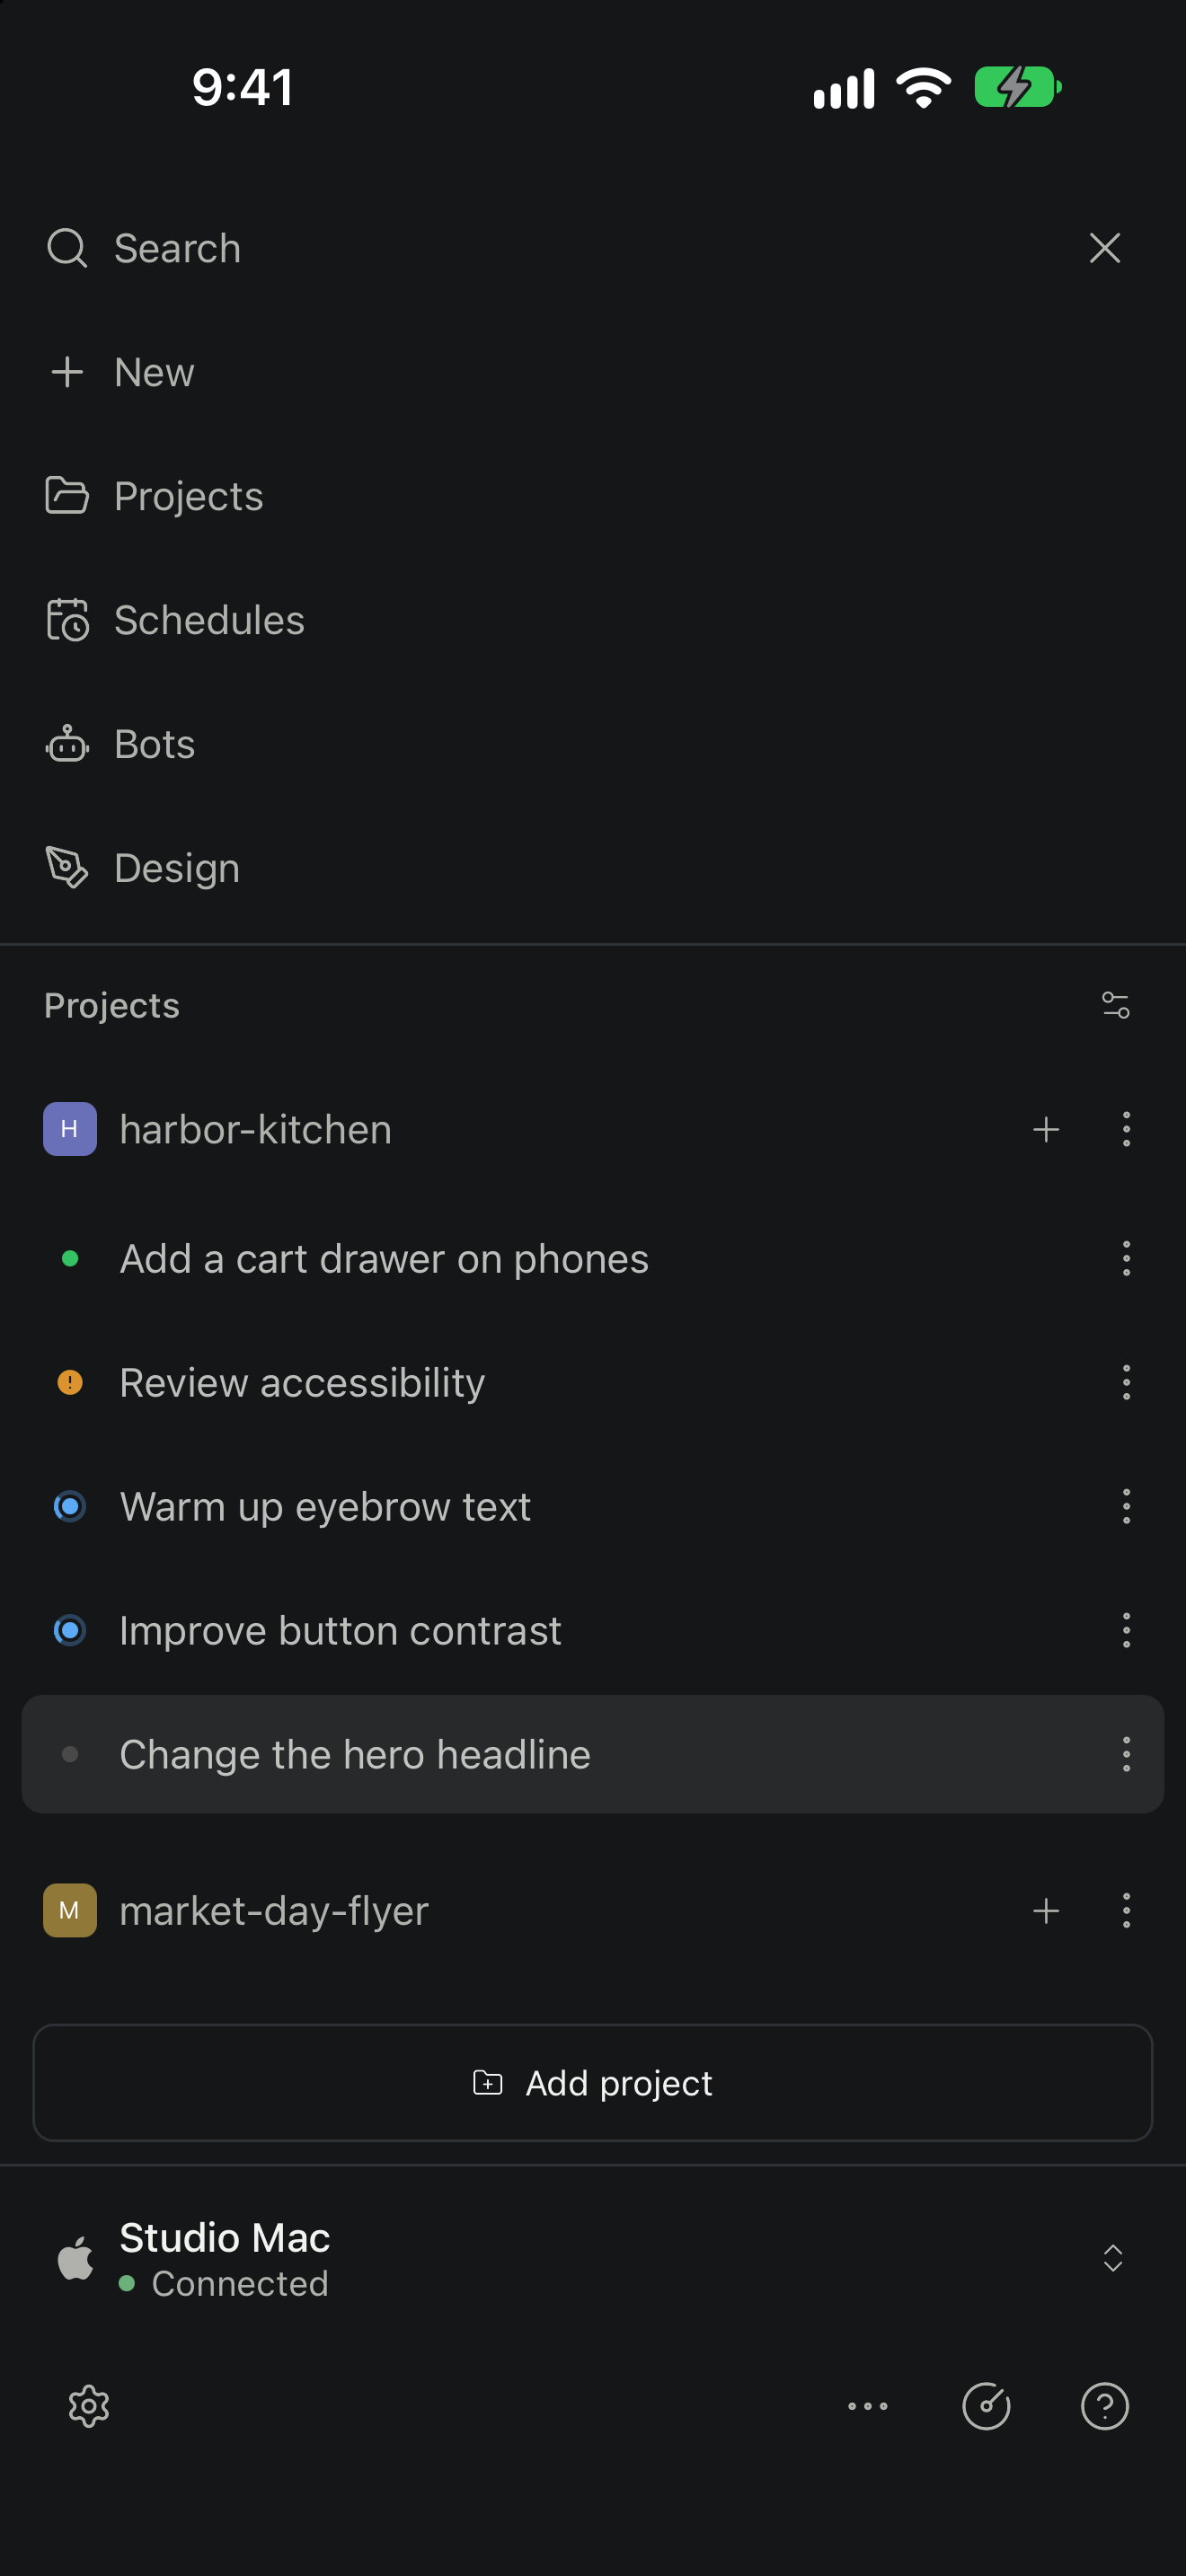 9:41
Search
New
Projects
Schedules
Bots
Design
Projects
H harbor-kitchen
Add a cart drawer on phones
Review accessibility
Warm up eyebrow text
Improve button contrast
Change the hero headline
M market-day-flyer
Add project
Studio Mac
Connected